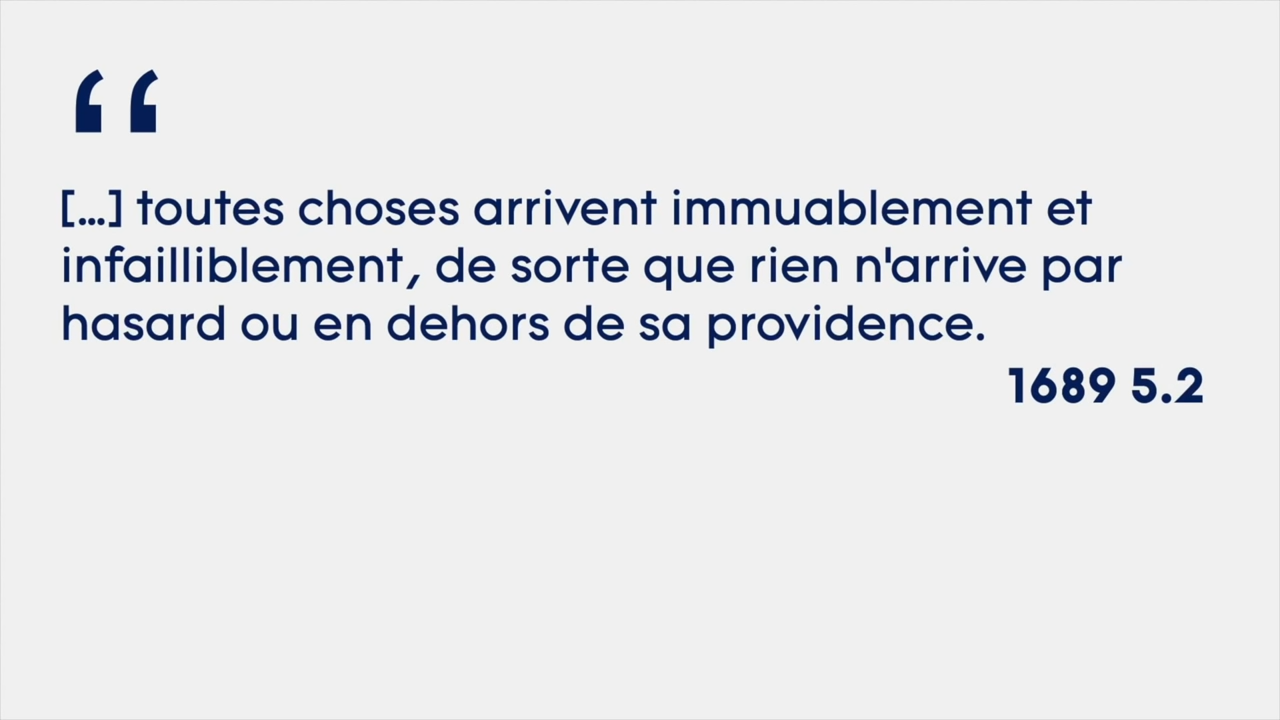 “
[...] toutes choses arrivent immuablement et
infailliblement, de sorte que rien n'arrive par
hasard ou en dehors de sa providence.
1689 5.2